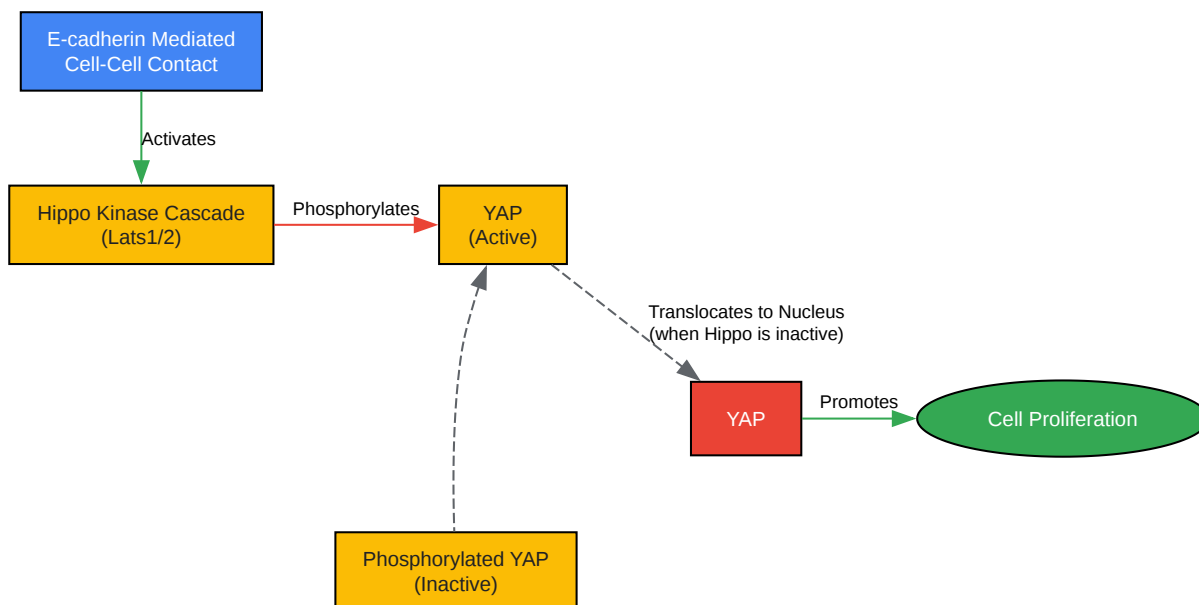 E-cadherin Mediated
Cell-Cell Contact
Activates
Hippo Kinase Cascade
(Lats1/2)
Phosphorylates
YAP
(Active)
Translocates to Nucleus
(when Hippo is inactive)
YAP
Promotes
Cell Proliferation
Phosphorylated YAP
(Inactive)